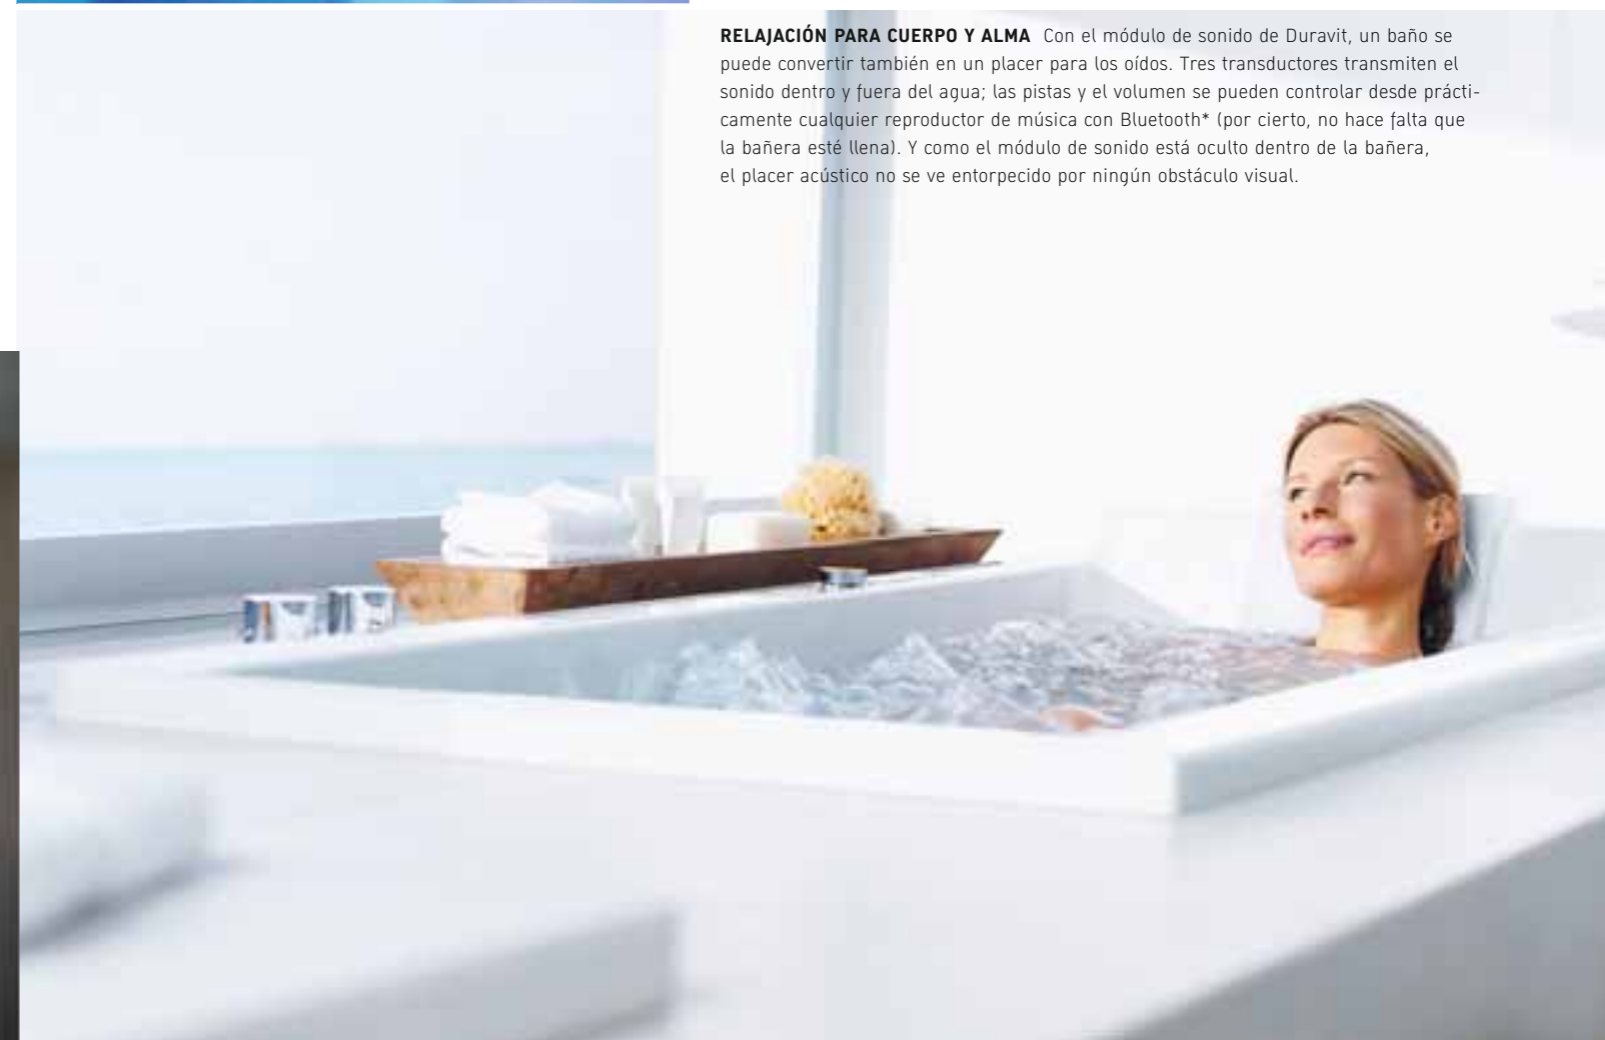 RELAJACIÓN PARA CUERPO Y ALMA Con el módulo de sonido de Duravit, un baño se
puede convertir también en un placer para los oídos. Tres transductores transmiten el
sonido dentro y fuera del agua; las pistas y el volumen se pueden controlar desde prácti-
camente cualquier reproductor de música con Bluetooth* (por cierto, no hace falta que
la bañera esté llena). Y como el módulo de sonido está oculto dentro de la bañera,
el placer acústico no se ve entorpecido por ningún obstáculo visual.